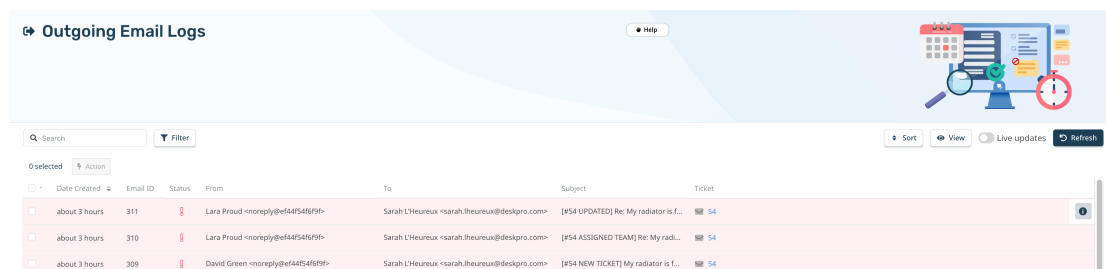 Outgoing Email Logs
Help
Search
Filter
Sort
View
Live updates
Refresh
0 selected
Action
Date Created Email ID Status From To Subject Ticket
about 3 hours 311 Lara Proud <noreply@ef44f54f6f9f> Sarah L'Heureux <sarah.lheureux@deskpro.com> [#54 UPDATED] Re: My radiator is f... 54
about 3 hours 310 Lara Proud <noreply@ef44f54f6f9f> Sarah L'Heureux <sarah.lheureux@deskpro.com> [#54 ASSIGNED TEAM] Re: My radi... 54
about 3 hours 309 David Green <noreply@ef44f54f6f9f> Sarah L'Heureux <sarah.lheureux@deskpro.com> [#54 NEW TICKET] My radiator is f... 54